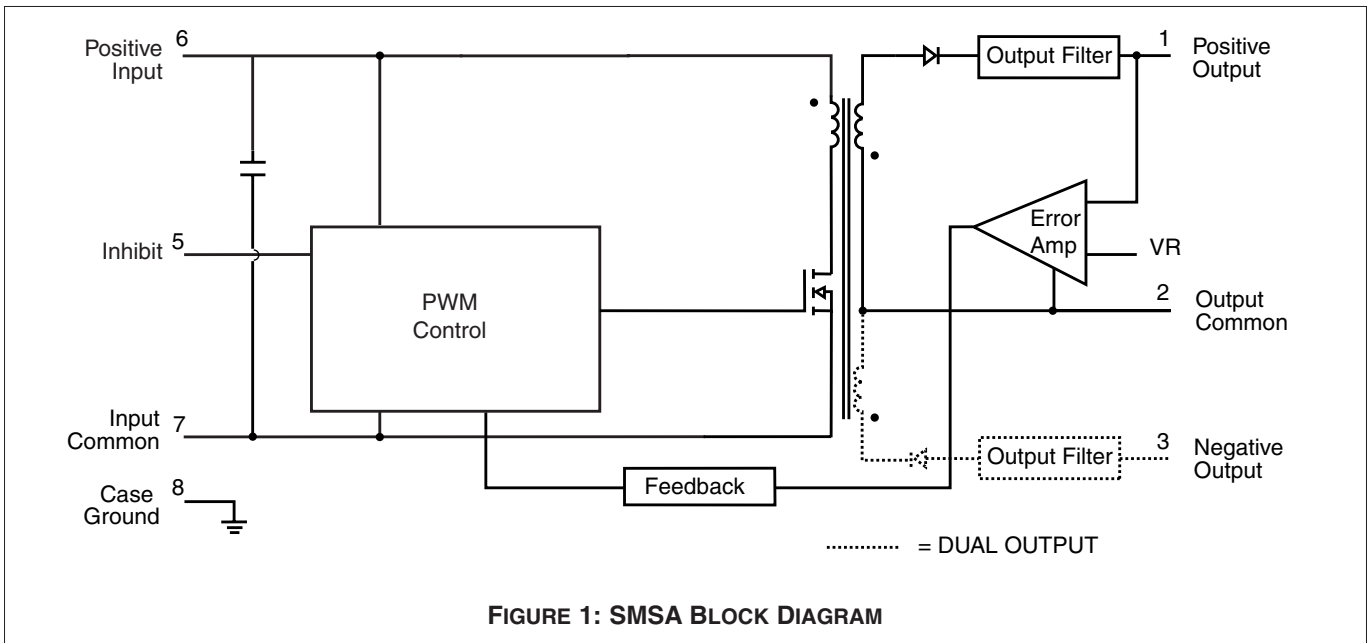 Positive
Input
6
Output Filter
1
Positive
Output
Inhibit
5
PWM
Control
Error
Amp
VR
2
Output
Common
Input
Common
7
Output Filter
3
Negative
Output
Case
Ground
8
Feedback
= DUAL OUTPUT
FIGURE 1: SMSA BLOCK DIAGRAM